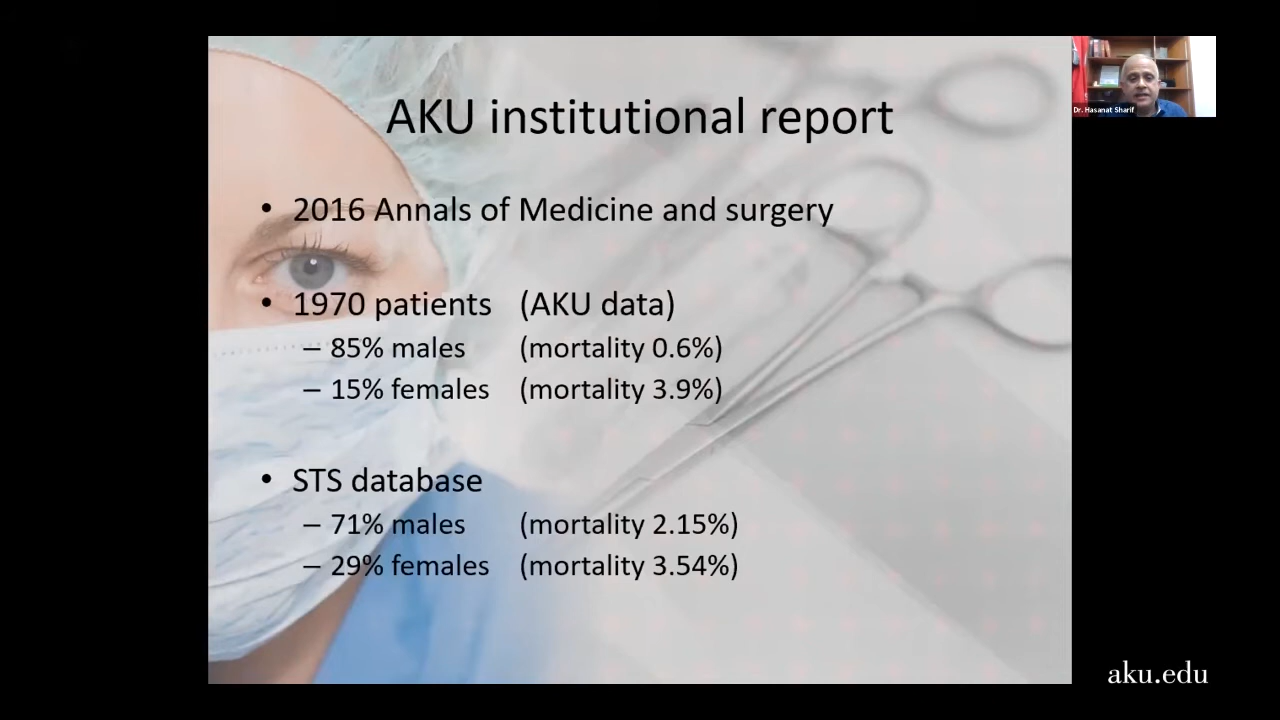 AKU institutional report
• 2016 Annals of Medicine and surgery
• 1970 patients (AKU data)
– 85% males (mortality 0.6%)
– 15% females (mortality 3.9%)
• STS database
– 71% males (mortality 2.15%)
– 29% females (mortality 3.54%)
Dr. Hasanat Sharif
aku.edu